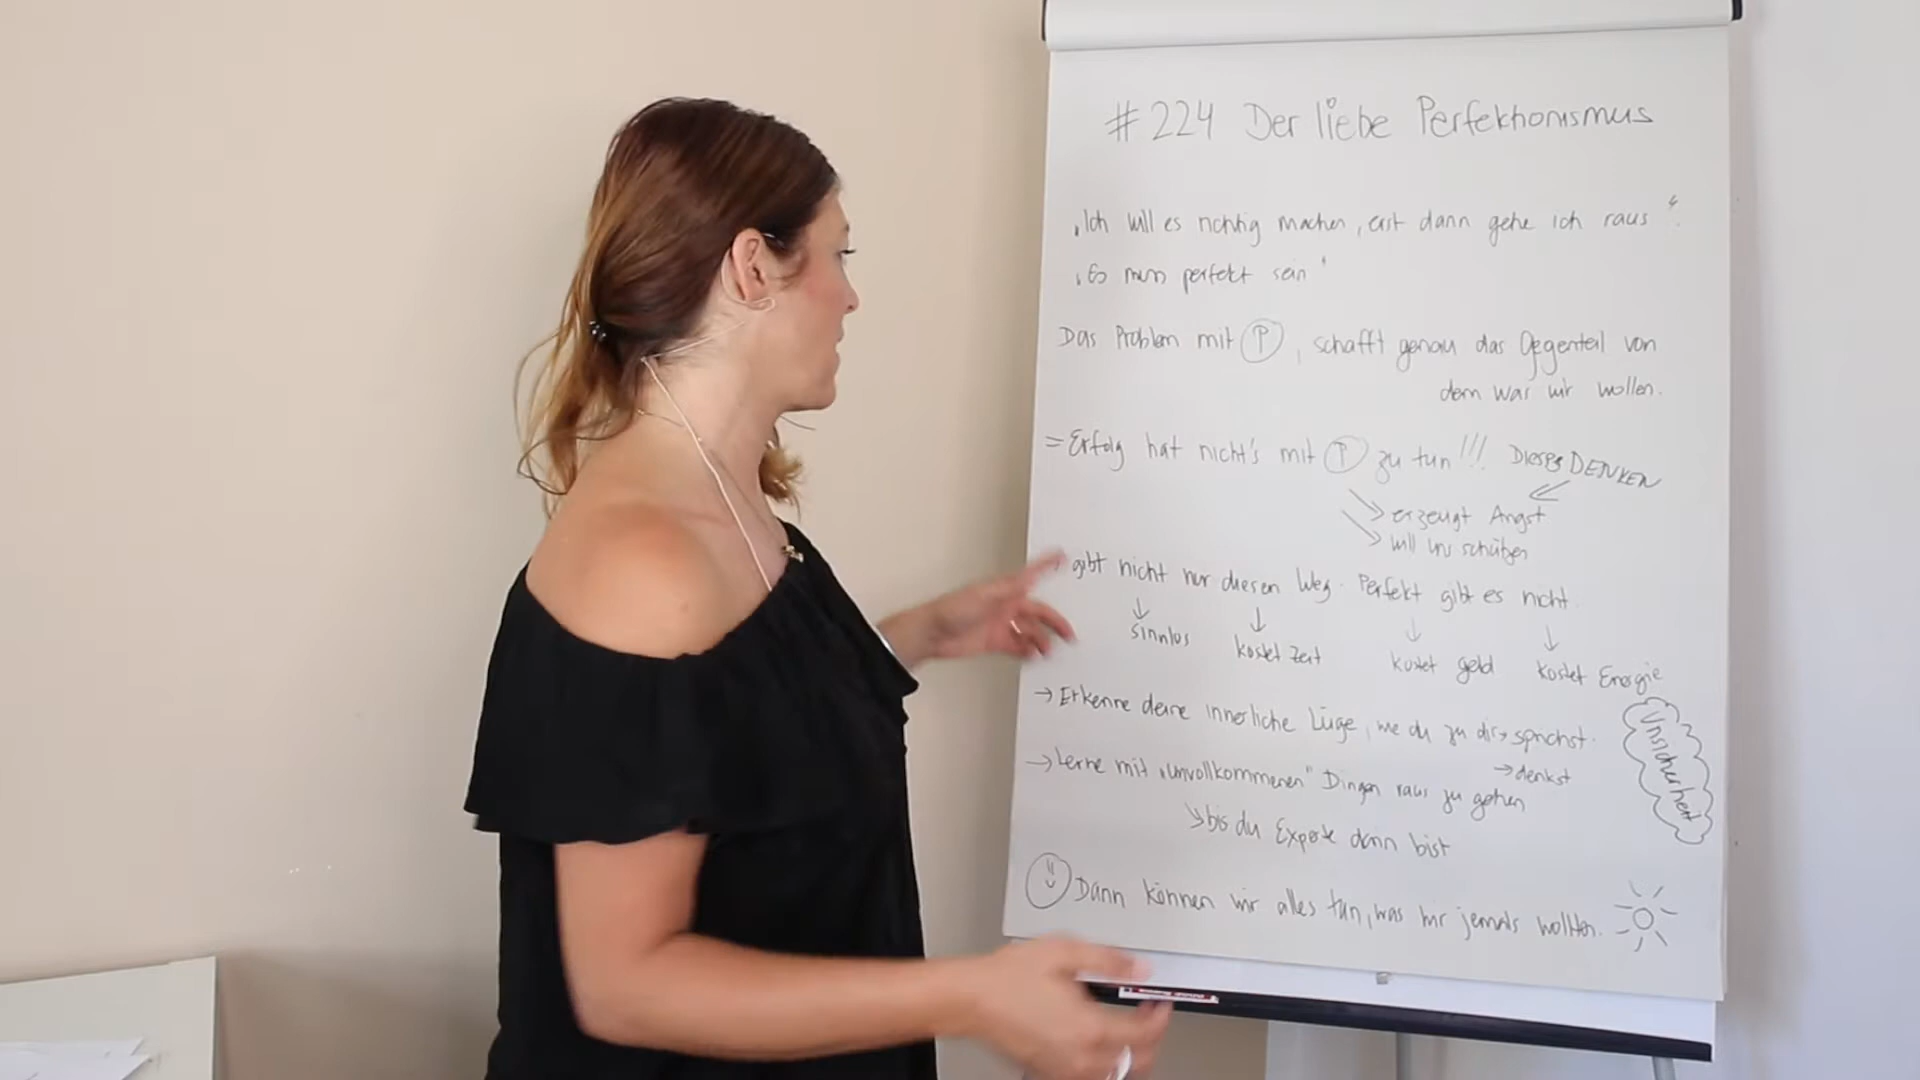 #224 Der liebe Perfektionismus
„Ich will es richtig machen, erst dann gehe ich raus“.
„Es muss perfekt sein“
Das Problem mit Ⓟ, schafft genau das Gegenteil von
dem was wir wollen.
= Erfolg hat nicht's mit Ⓟ zu tun!!! DIESES DENKEN
→ erzeugt Angst
→ will uns schützen
gibt nicht nur diesen Weg. Perfekt gibt es nicht.
↓ sinnlos ↓ kostet Zeit ↓ kostet geld ↓ kostet Energie
→ Erkenne deine innerliche Lüge, wie du zu dir → sprichst.
→ denkst
Unsicherheit
→ Lerne mit „unvollkommenen" Dingen raus zu gehen
↘ bis du Experte darin bist
Dann können wir alles tun, was wir jemals wollten.